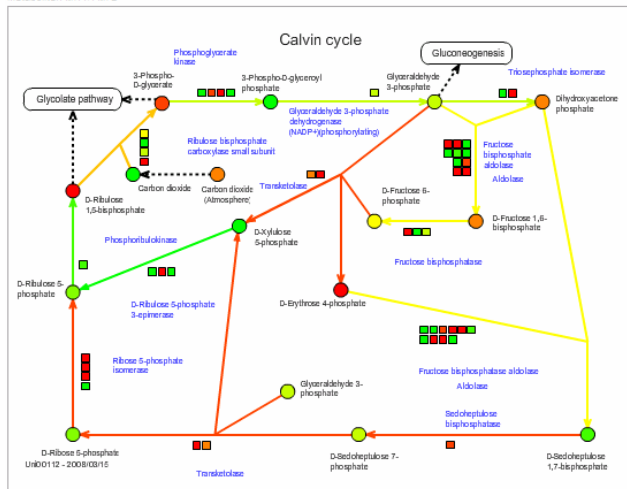 Calvin cycle
Gluconeogenesis
Phosphoglycerate
kinase
3-Phospho-
D-glycerate
3-Phospho-D-glyceroyl
phosphate
Glyceraldehyde
3-phosphate
Triosephosphate isomerase
Glycolate pathway
Dihydroxyacetone
phosphate
Glyceraldehyde 3-phosphate
dehydrogenase
(NADP+)(phosphorylating)
Ribulose bisphosphate
carboxylase small subunit
Fructose
bisphosphate
aldolase
Aldolase
Carbon dioxide
Carbon dioxide
(Atmosphere)
Transketolase
D-Fructose 6-
phosphate
D-Ribulose
1,5-bisphosphate
D-Xylulose
5-phosphate
D-Fructose 1,6-
bisphosphate
Phosphoribulokinase
Fructose bisphosphatase
D-Ribulose 5-
phosphate
D-Ribulose 5-phosphate
3-epimerase
D-Erythrose 4-phosphate
Ribose 5-phosphate
isomerase
Fructose bisphosphatase aldolase
Aldolase
Glyceraldehyde 3-
phosphate
Sedoheptulose
bisphosphatase
D-Ribose 5-phosphate
Uni00112 - 2008/03/15
Transketolase
D-Sedoheptulose 7-
phosphate
D-Sedoheptulose
1,7-bisphosphate